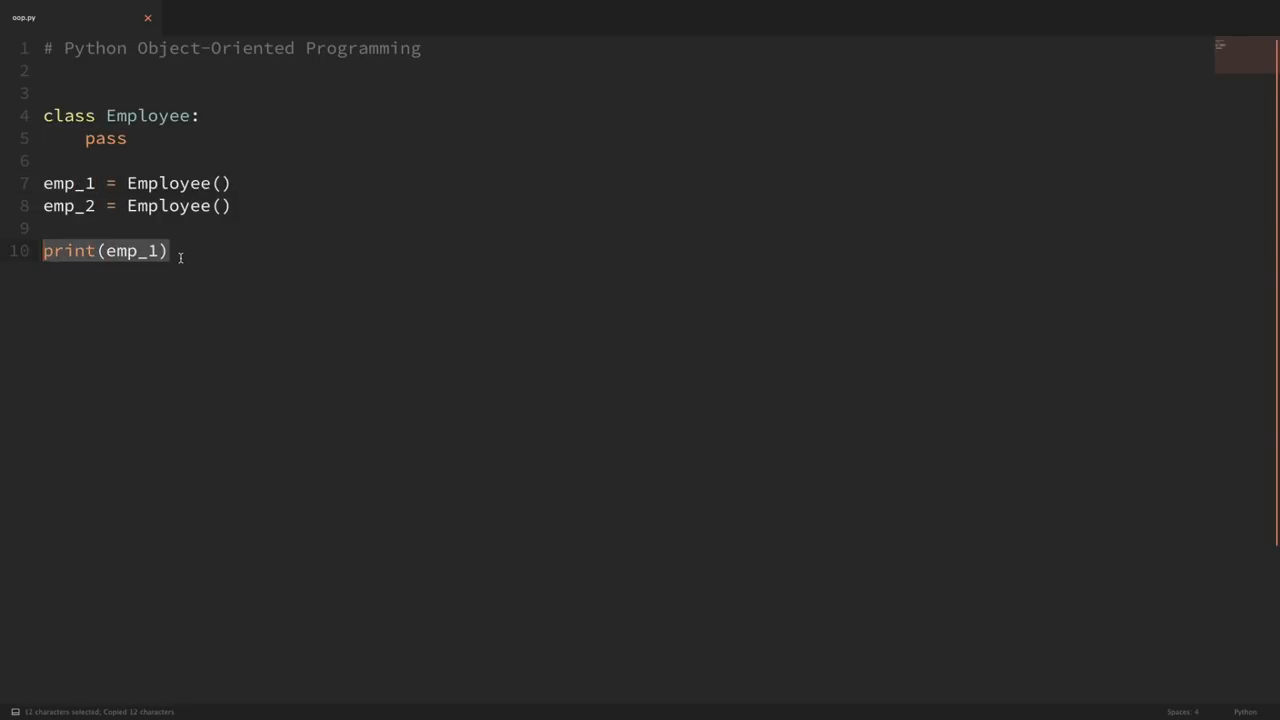 oop.py
1 # Python Object-Oriented Programming
2
3
4 class Employee:
5     pass
6
7 emp_1 = Employee()
8 emp_2 = Employee()
9
10 print(emp_1)
12 characters selected, Copied 12 characters
Spaces: 4
Python